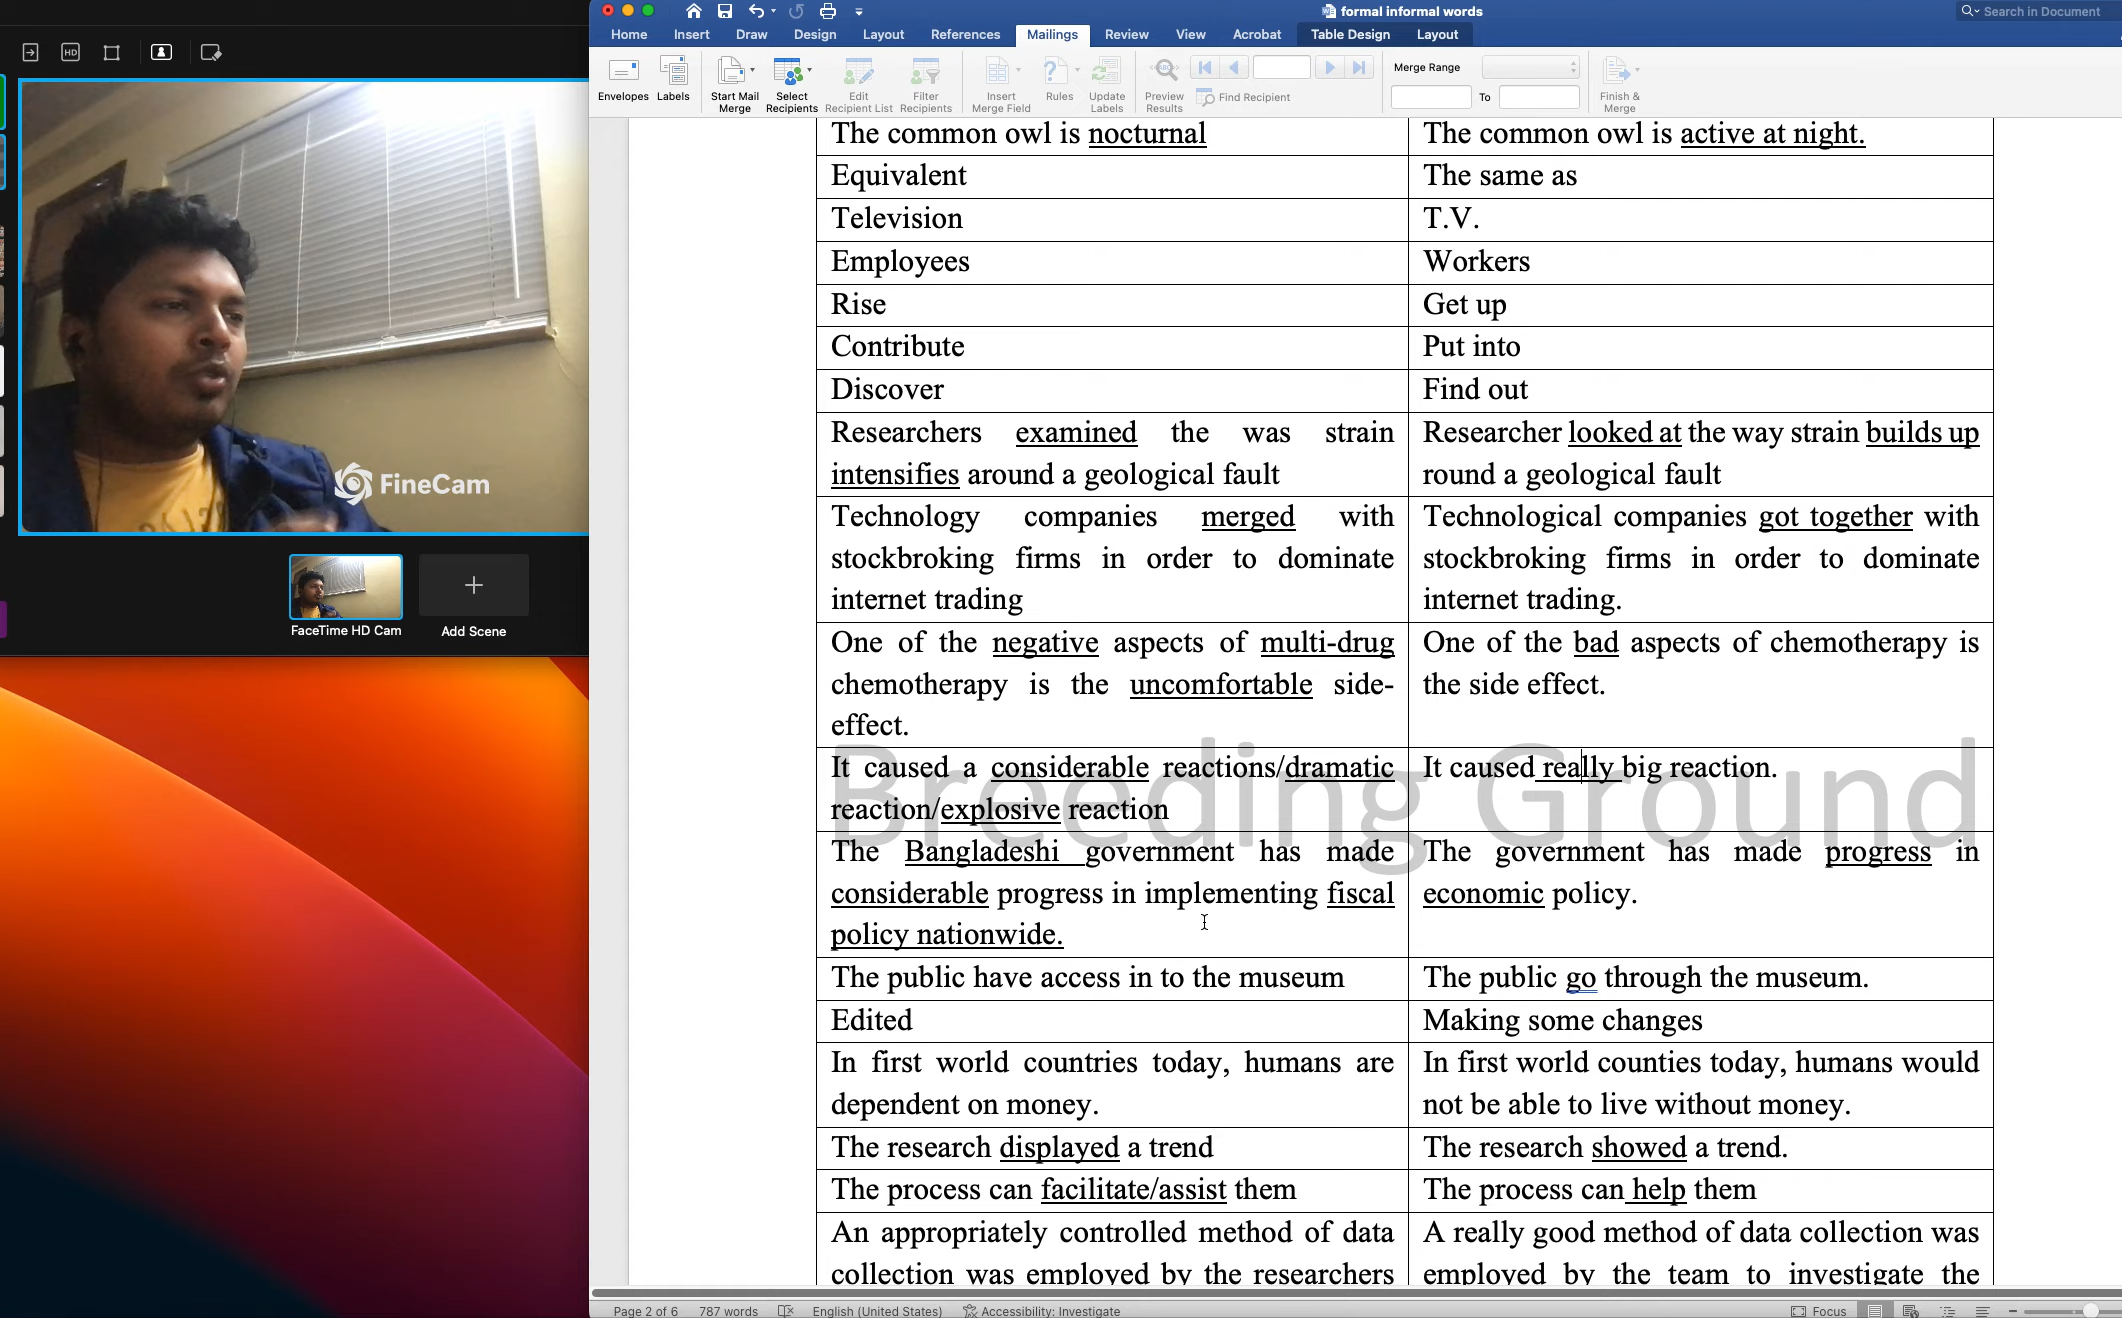 formal informal words
Search in Document
Home Insert Draw Design Layout References Mailings Review View Acrobat Table Design Layout
HD
Envelopes Labels Start Mail Merge Select Recipients Edit Recipient List Filter Recipients Insert Merge Field Rules Update Labels Preview Results Find Recipient Merge Range To Finish & Merge
The common owl is nocturnal
The common owl is active at night.
Equivalent
The same as
Television
T.V.
Employees
Workers
Rise
Get up
Contribute
Put into
Discover
Find out
Researchers examined the was strain
intensifies around a geological fault
Researcher looked at the way strain builds up
round a geological fault
Technology companies merged with
stockbroking firms in order to dominate
internet trading
Technological companies got together with
stockbroking firms in order to dominate
internet trading.
One of the negative aspects of multi-drug
chemotherapy is the uncomfortable side-
effect.
One of the bad aspects of chemotherapy is
the side effect.
It caused a considerable reactions/dramatic
reaction/explosive reaction
It caused really big reaction.
Breeding Ground
The Bangladeshi government has made
considerable progress in implementing fiscal
policy nationwide.
The government has made progress in
economic policy.
The public have access in to the museum
The public go through the museum.
Edited
Making some changes
In first world countries today, humans are
dependent on money.
In first world counties today, humans would
not be able to live without money.
The research displayed a trend
The research showed a trend.
The process can facilitate/assist them
The process can help them
An appropriately controlled method of data
collection was employed by the researchers
A really good method of data collection was
employed by the team to investigate the
Page 2 of 6 787 words English (United States) Accessibility: Investigate Focus
FineCam
FaceTime HD Cam
Add Scene